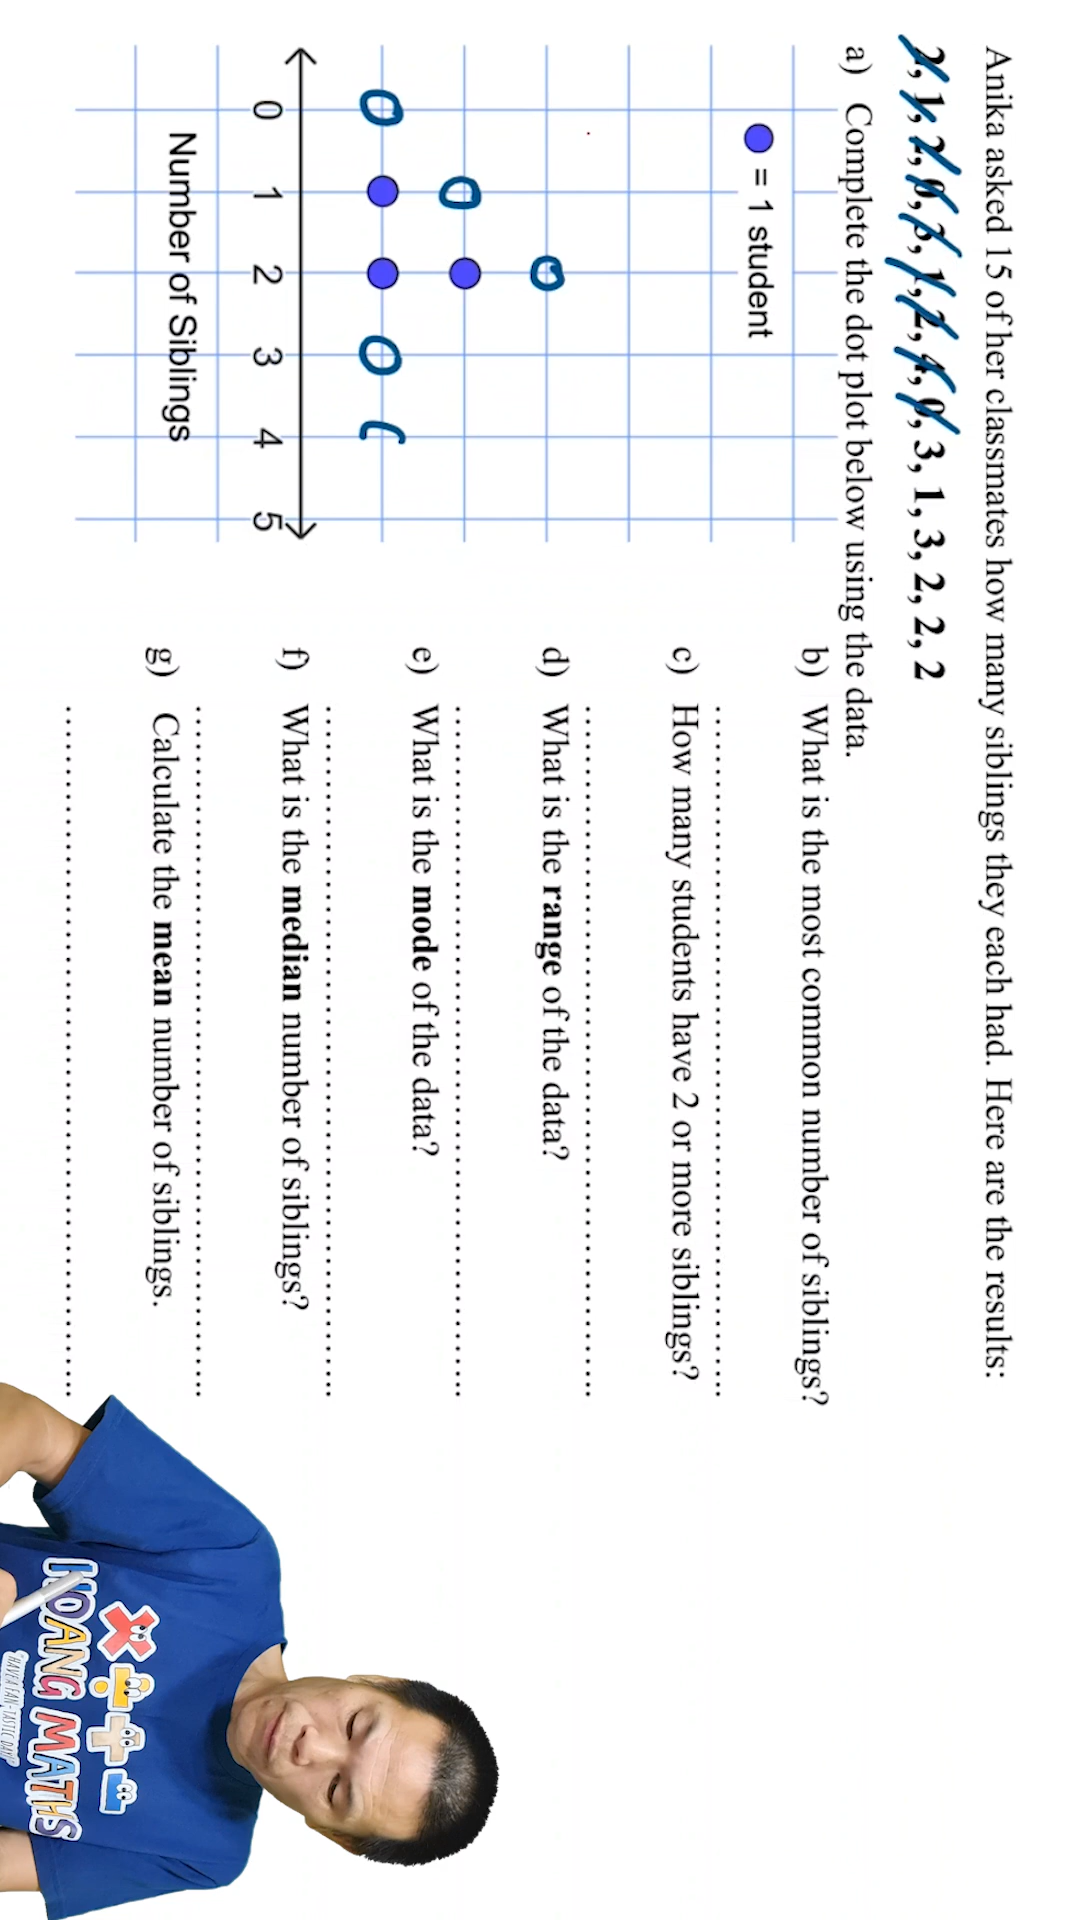 Anika asked 15 of her classmates how many siblings they each had. Here are the results:
2, 1, 2, 0, 3, 1, 2, 4, 0, 3, 1, 3, 2, 2, 2
a) Complete the dot plot below using the data.
= 1 student
0 1 2 3 4 5
Number of Siblings
b) What is the most common number of siblings?
c) How many students have 2 or more siblings?
d) What is the range of the data?
e) What is the mode of the data?
f) What is the median number of siblings?
g) Calculate the mean number of siblings.
HOANG MATHS
"HAVE A FAN-TASTIC DAY!"